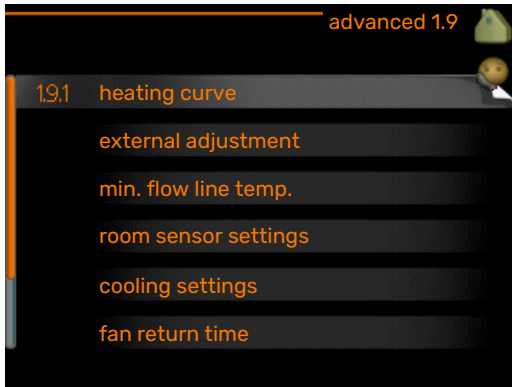 advanced 1.9
1.9.1 heating curve
external adjustment
min. flow line temp.
room sensor settings
cooling settings
fan return time